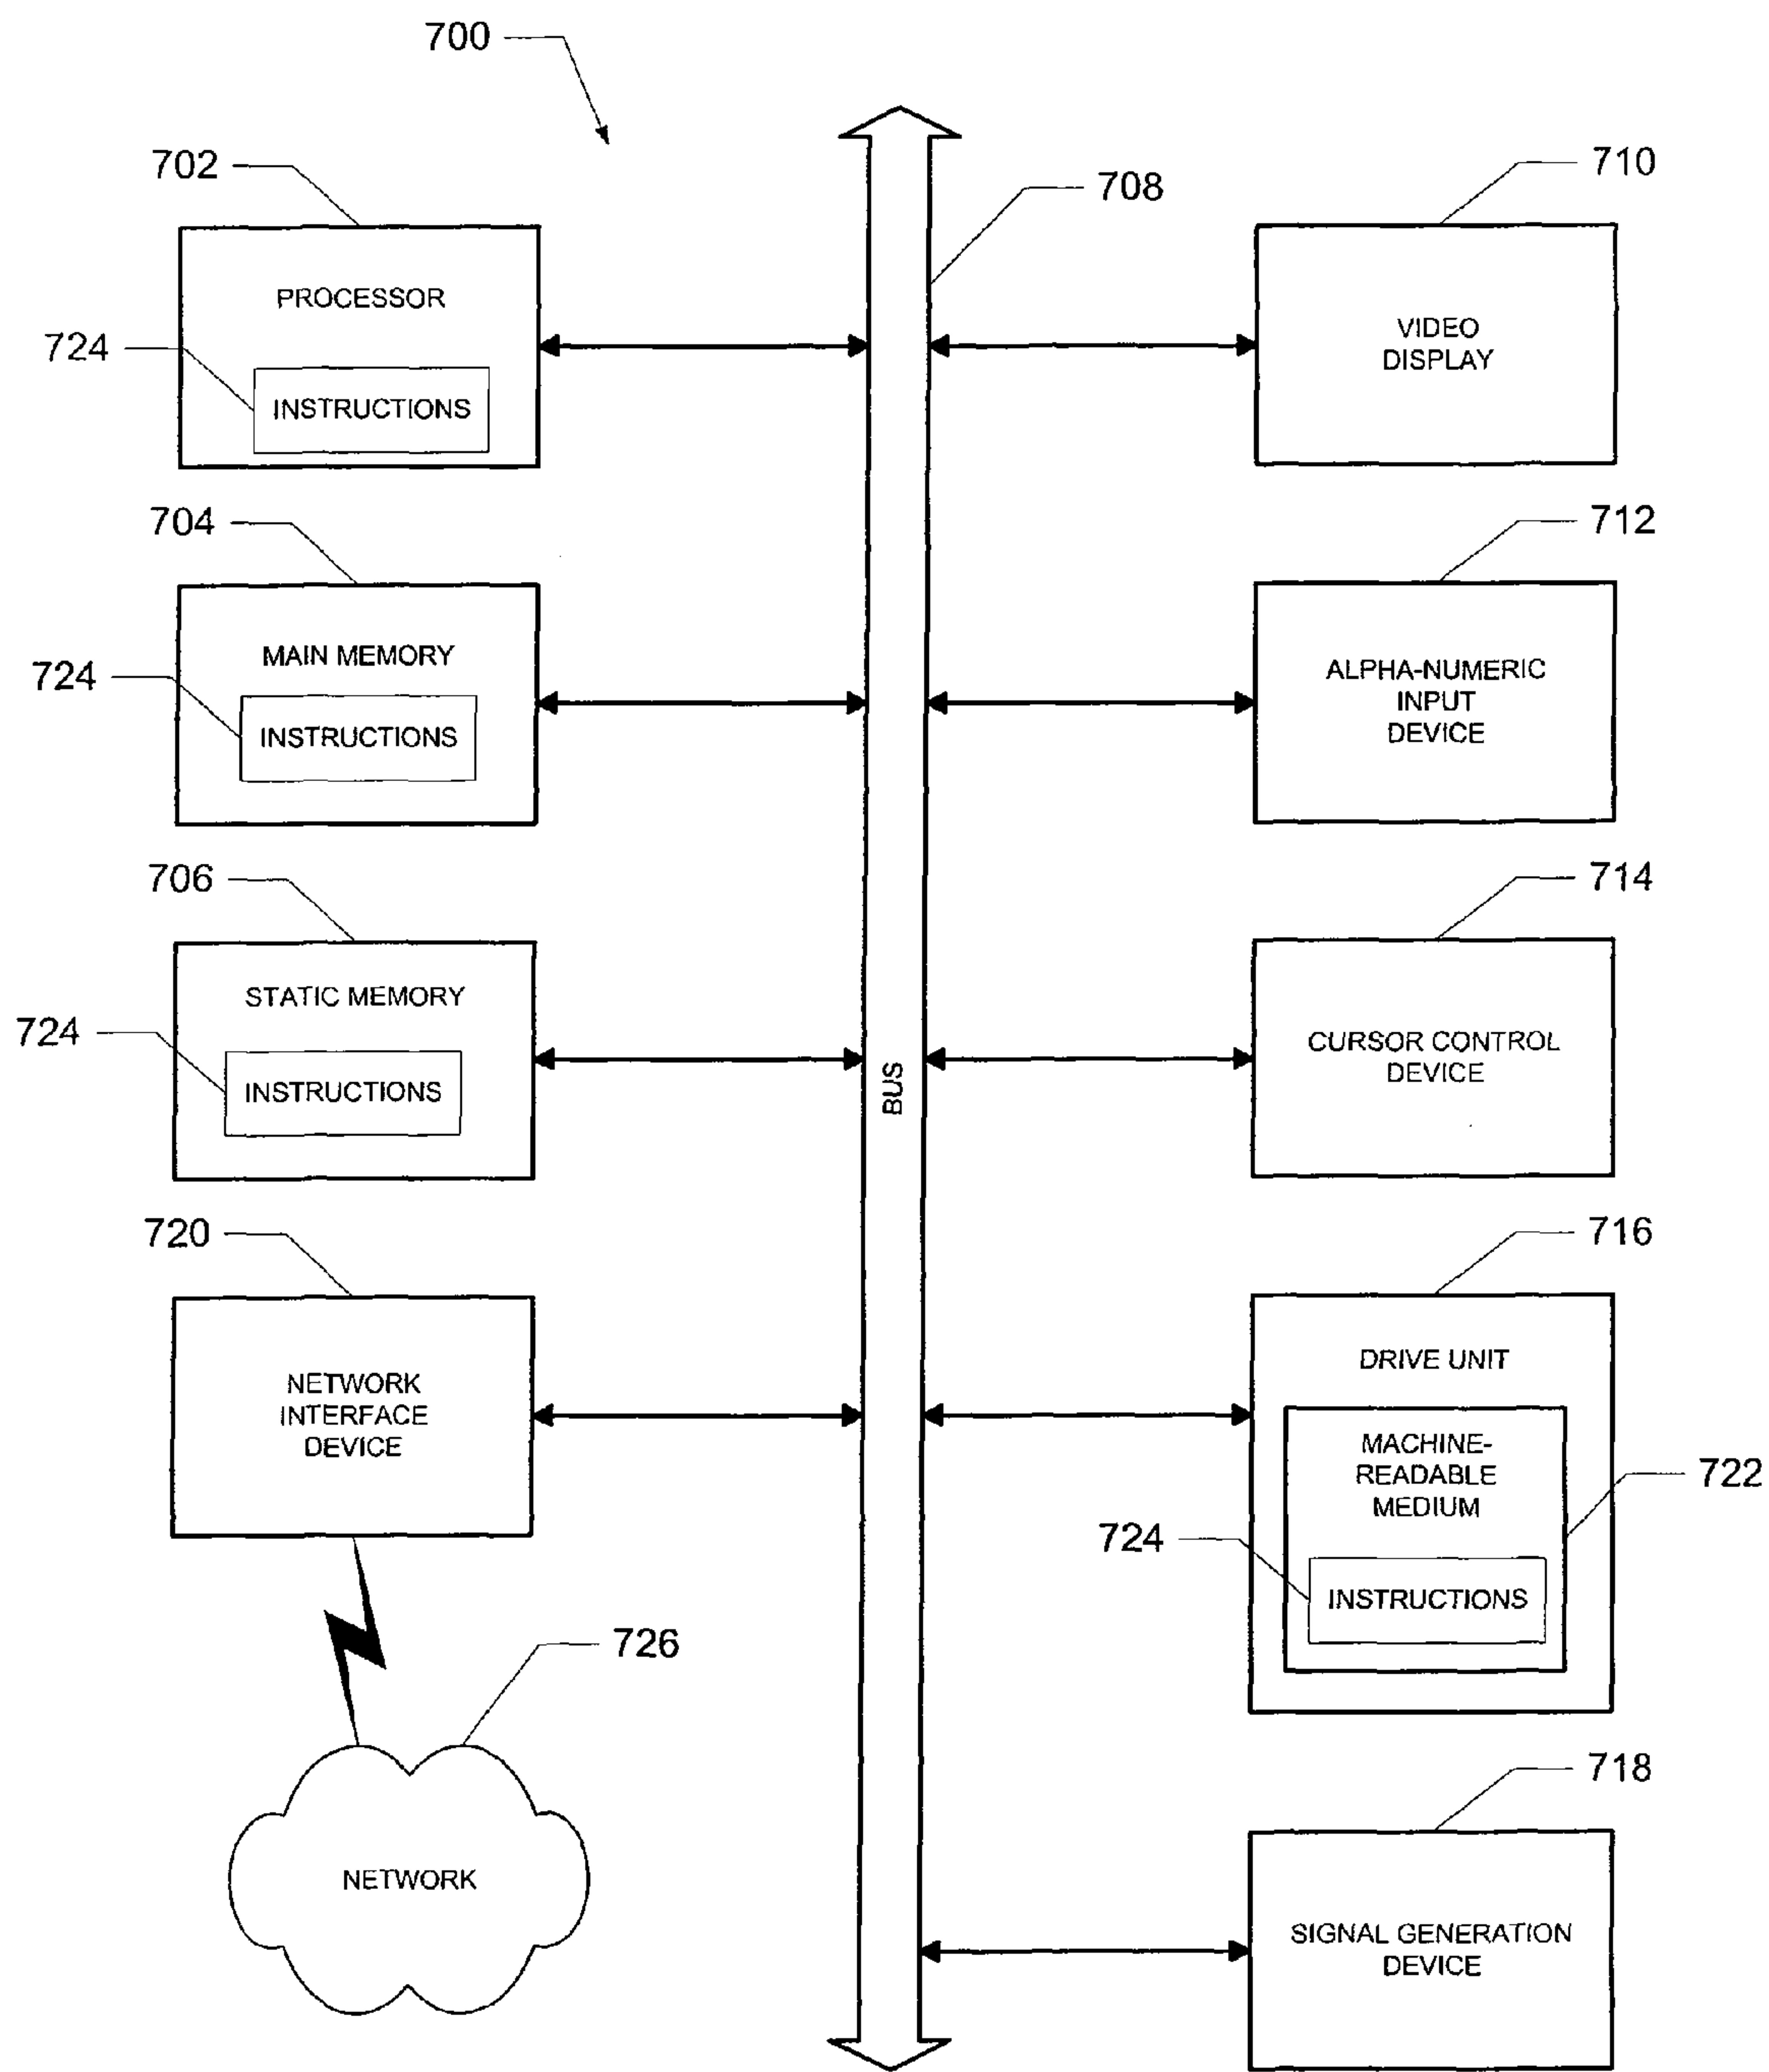 700
702
708
710
PROCESSOR
724
INSTRUCTIONS
VIDEO
DISPLAY
704
712
MAIN MEMORY
724
INSTRUCTIONS
ALPHA-NUMERIC
INPUT
DEVICE
706
714
STATIC MEMORY
724
INSTRUCTIONS
BUS
CURSOR CONTROL
DEVICE
720
716
NETWORK
INTERFACE
DEVICE
DRIVE UNIT
MACHINE-
READABLE
MEDIUM
722
724
INSTRUCTIONS
726
NETWORK
718
SIGNAL GENERATION
DEVICE